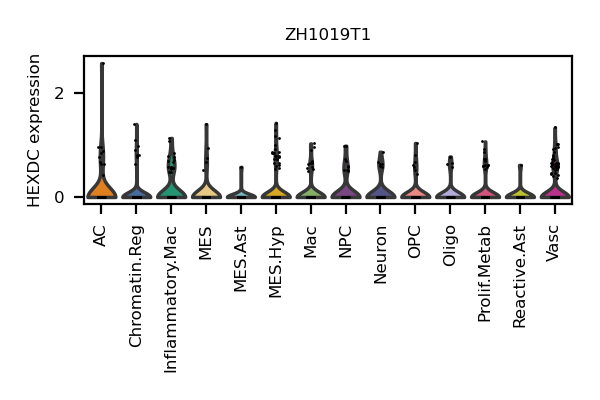 ZH1019T1
HEXDC expression
2
0
AC
Chromatin.Reg
Inflammatory.Mac
MES
MES.Ast
MES.Hyp
Mac
NPC
Neuron
OPC
Oligo
Prolif.Metab
Reactive.Ast
Vasc